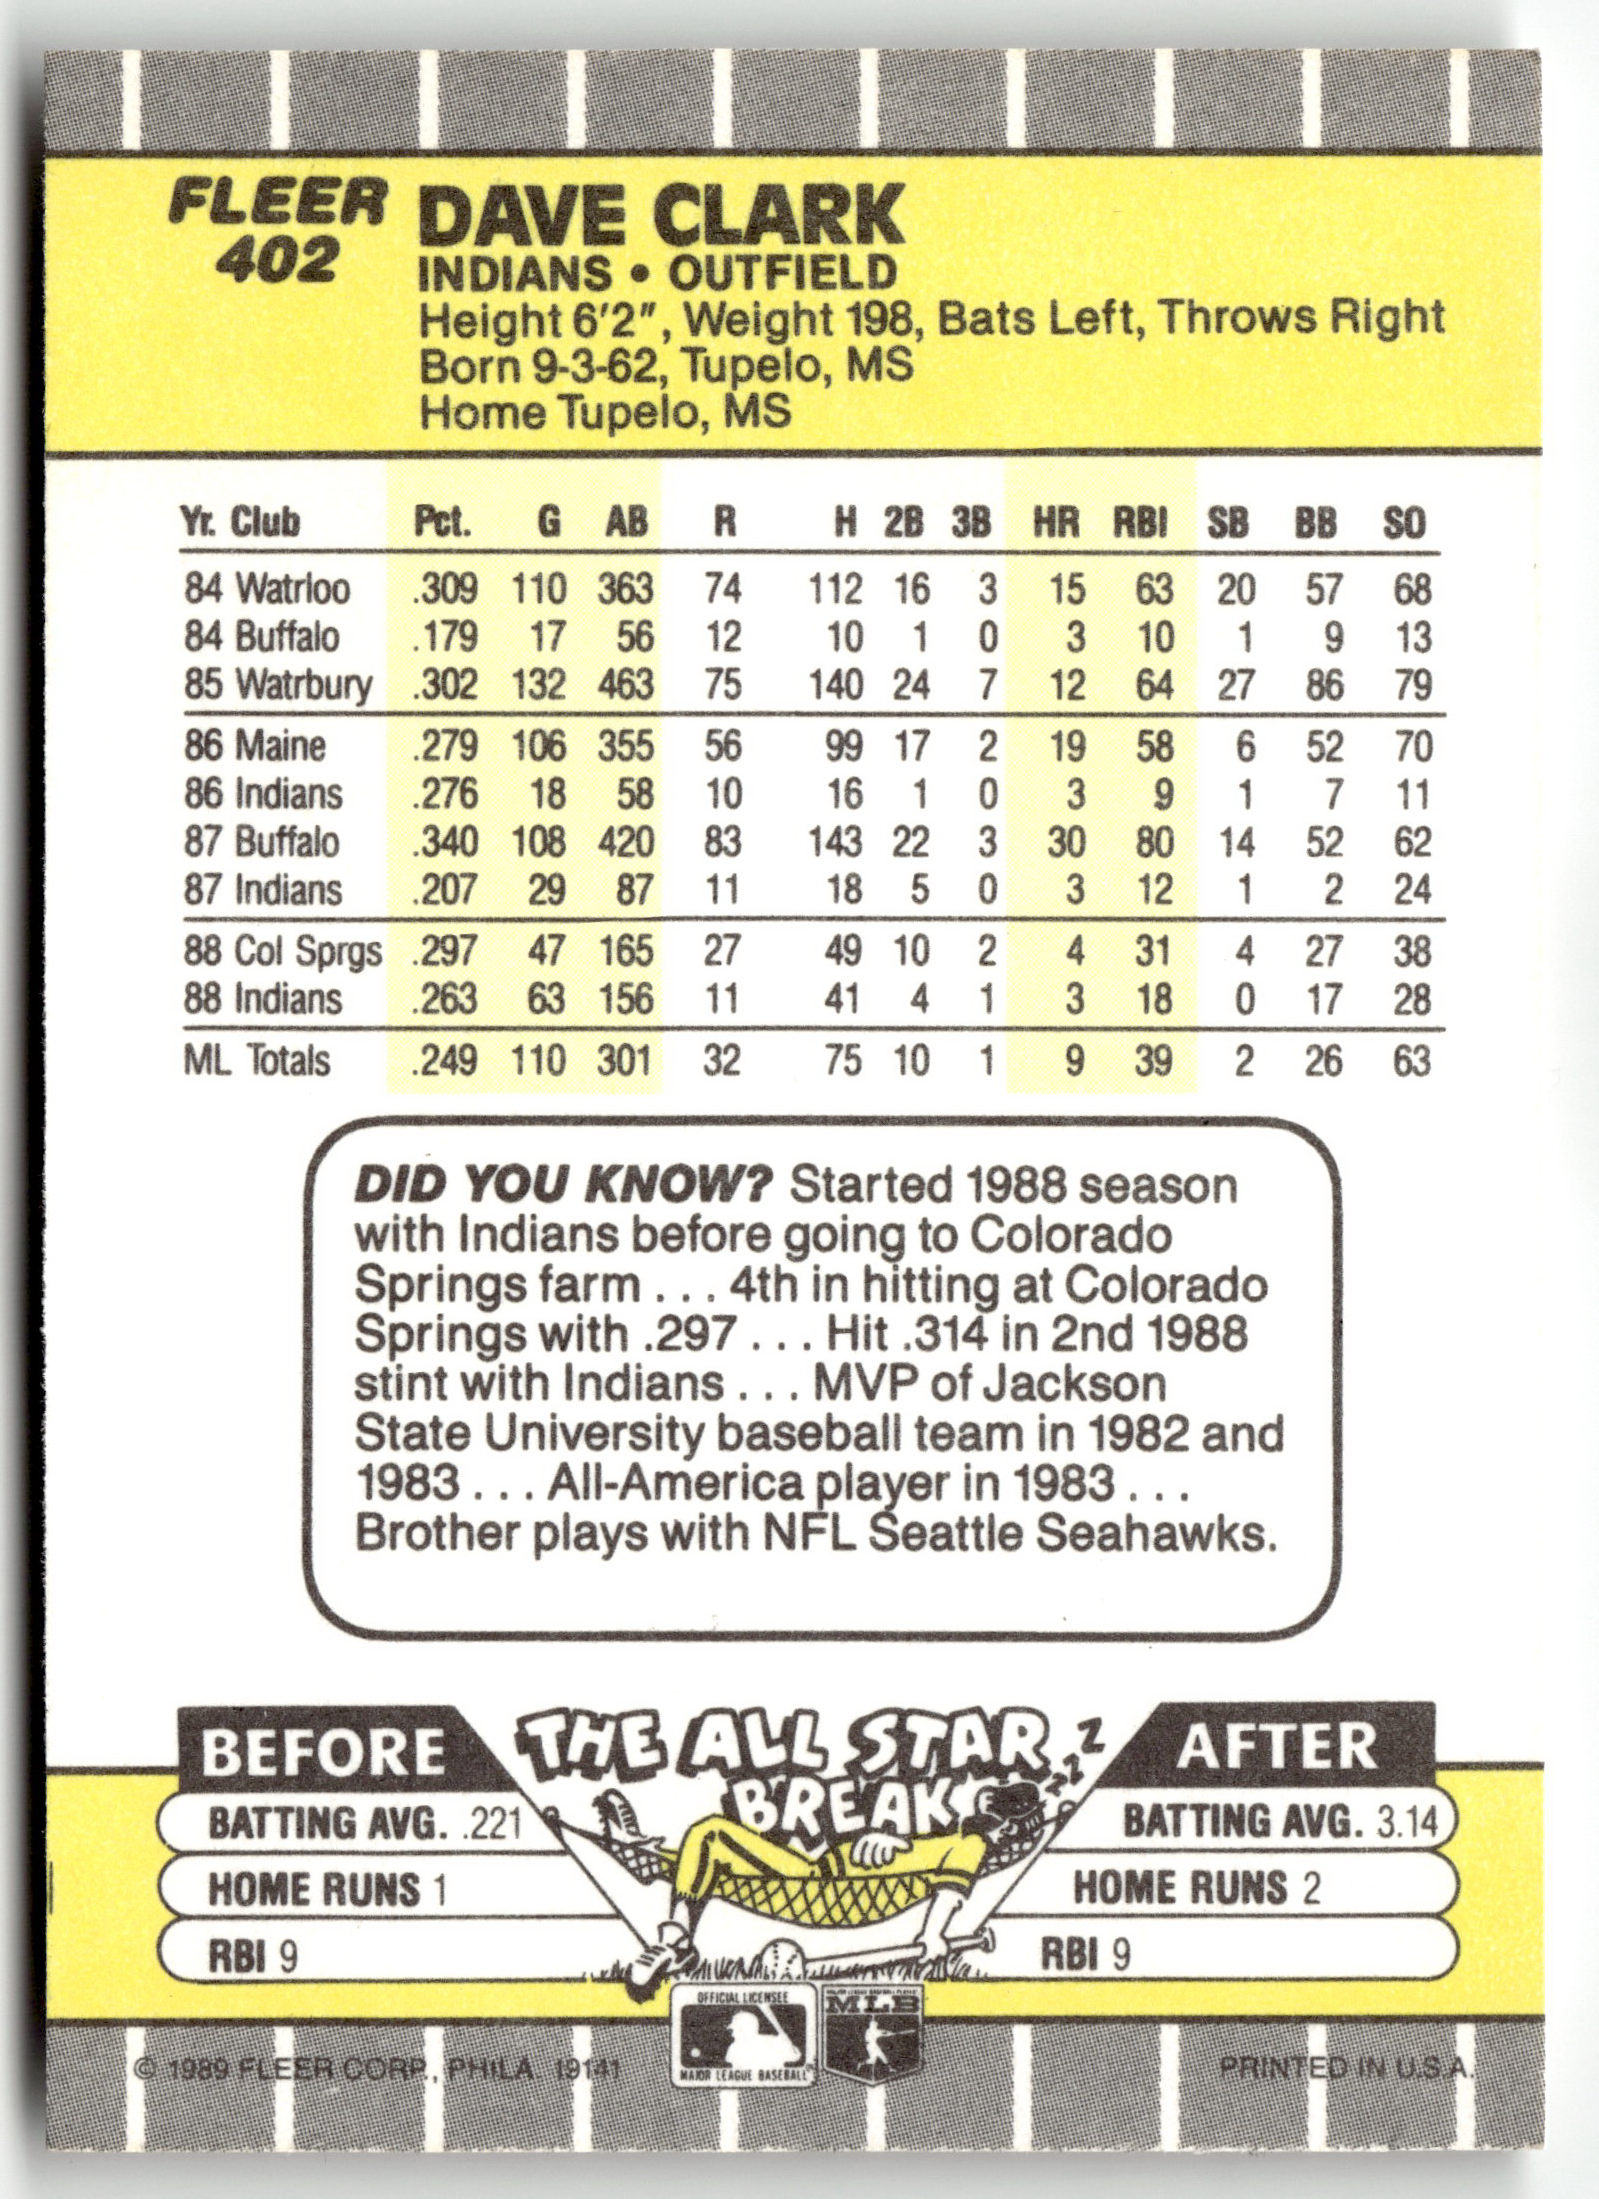 FLEER
402
DAVE CLARK
INDIANS • OUTFIELD
Height 6'2", Weight 198, Bats Left, Throws Right
Born 9-3-62, Tupelo, MS
Home Tupelo, MS
Yr. Club Pct. G AB R H 2B 3B HR RBI SB BB SO
84 Watrloo .309 110 363 74 112 16 3 15 63 20 57 68
84 Buffalo .179 17 56 12 10 1 0 3 10 1 9 13
85 Watrbury .302 132 463 75 140 24 7 12 64 27 86 79
86 Maine .279 106 355 56 99 17 2 19 58 6 52 70
86 Indians .276 18 58 10 16 1 0 3 9 1 7 11
87 Buffalo .340 108 420 83 143 22 3 30 80 14 52 62
87 Indians .207 29 87 11 18 5 0 3 12 1 2 24
88 Col Sprgs .297 47 165 27 49 10 2 4 31 4 27 38
88 Indians .263 63 156 11 41 4 1 3 18 0 17 28
ML Totals .249 110 301 32 75 10 1 9 39 2 26 63
DID YOU KNOW? Started 1988 season
with Indians before going to Colorado
Springs farm . . . 4th in hitting at Colorado
Springs with .297 . . . Hit .314 in 2nd 1988
stint with Indians . . . MVP of Jackson
State University baseball team in 1982 and
1983 . . . All-America player in 1983 . . .
Brother plays with NFL Seattle Seahawks.
BEFORE
THE ALL STAR
BREAK
zzzZ
AFTER
BATTING AVG. .221
HOME RUNS 1
RBI 9
BATTING AVG. 3.14
HOME RUNS 2
RBI 9
OFFICIAL LICENSEE
MAJOR LEAGUE BASEBALL
MLB
© 1989 FLEER CORP., PHILA. 19141
PRINTED IN U.S.A.